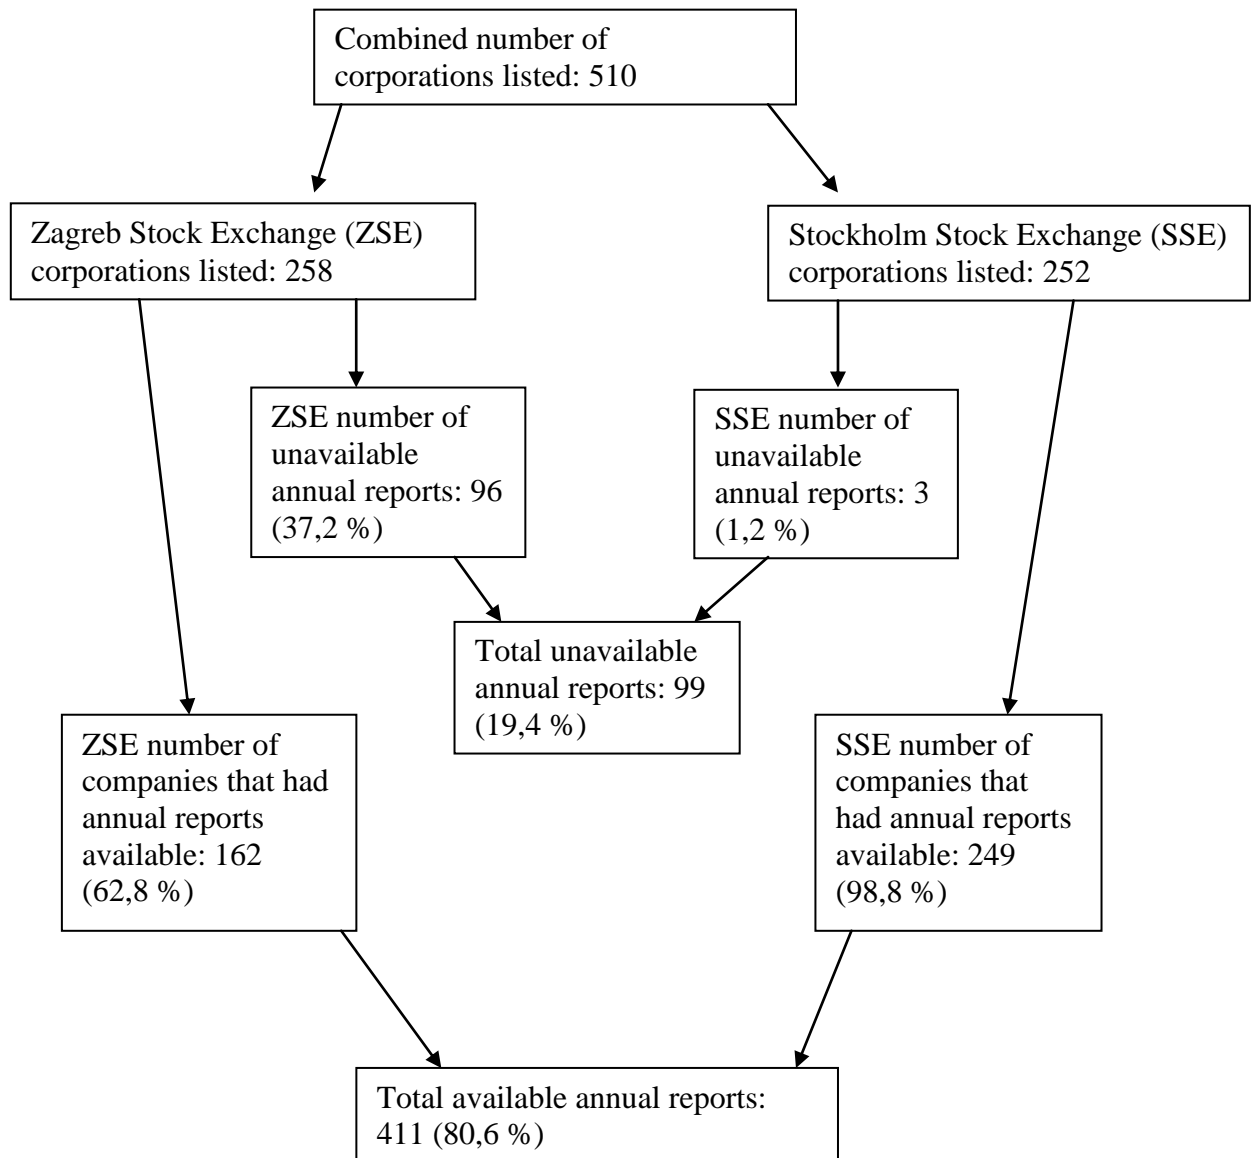 Combined number of
corporations listed: 510
Zagreb Stock Exchange (ZSE)
corporations listed: 258
Stockholm Stock Exchange (SSE)
corporations listed: 252
ZSE number of
unavailable
annual reports: 96
(37,2 %)
SSE number of
unavailable
annual reports: 3
(1,2 %)
Total unavailable
annual reports: 99
(19,4 %)
ZSE number of
companies that had
annual reports
available: 162
(62,8 %)
SSE number of
companies that
had annual reports
available: 249
(98,8 %)
Total available annual reports:
411 (80,6 %)